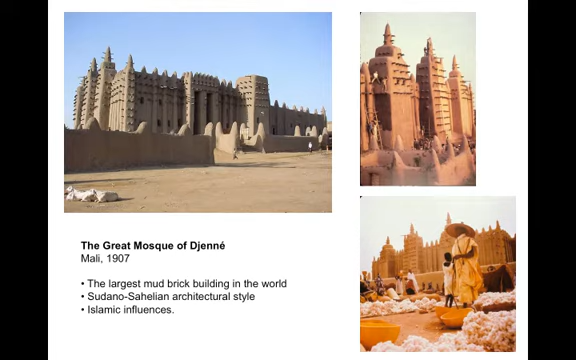 The Great Mosque of Djenné
Mali, 1907
• The largest mud brick building in the world
• Sudano-Sahelian architectural style
• Islamic influences.